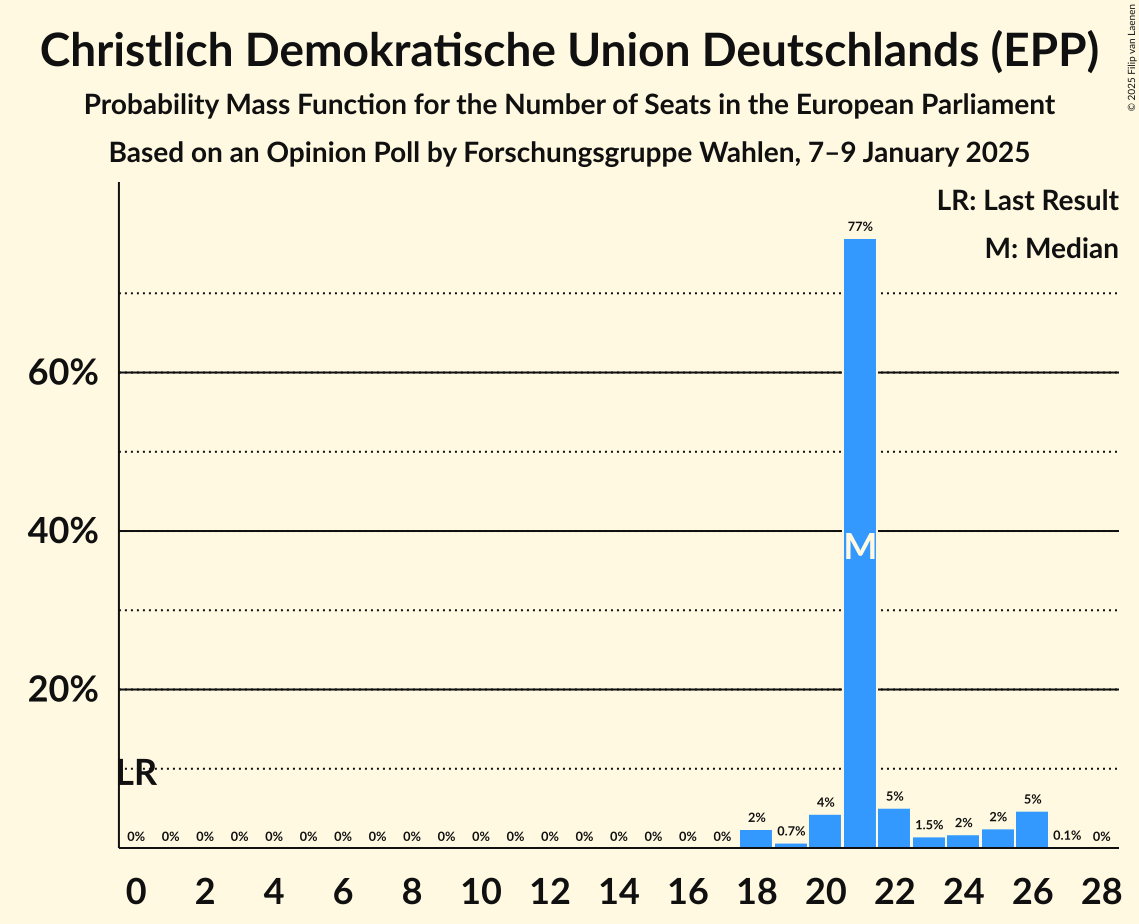 Christlich Demokratische Union Deutschlands (EPP)
Probability Mass Function for the Number of Seats in the European Parliament
Based on an Opinion Poll by Forschungsgruppe Wahlen, 7–9 January 2025
© 2025 Filip van Laenen
LR: Last Result
M: Median
77%
60%
40%
M
20%
LR
0% 0% 0% 0% 0% 0% 0% 0% 0% 0% 0% 0% 0% 0% 0% 0% 0% 0% 2% 0.7% 4% 5% 1.5% 2% 2% 5% 0.1% 0%
0 2 4 6 8 10 12 14 16 18 20 22 24 26 28